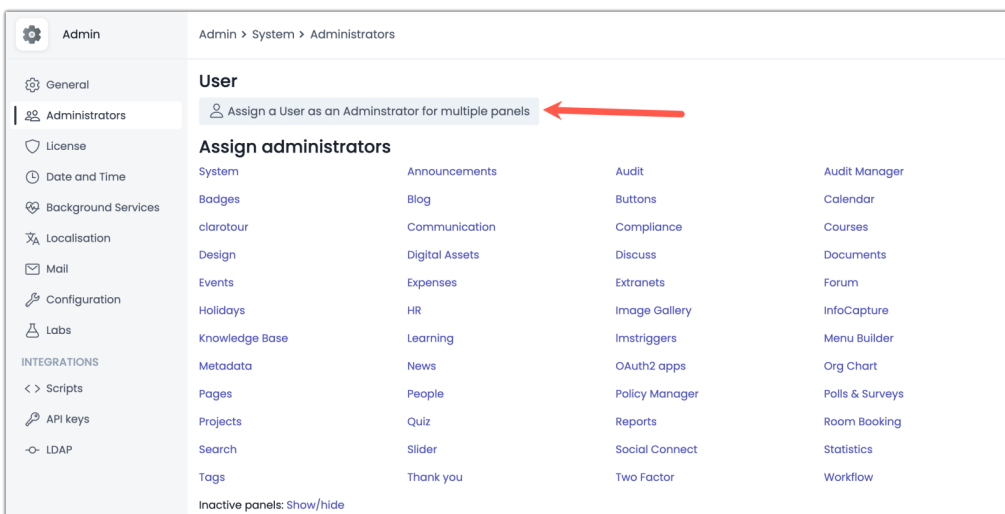 Admin
Admin > System > Administrators
General
Administrators
License
Date and Time
Background Services
Localisation
Mail
Configuration
Labs
INTEGRATIONS
Scripts
API keys
LDAP
User
Assign a User as an Adminstrator for multiple panels
Assign administrators
System Announcements Audit Audit Manager
Badges Blog Buttons Calendar
clarotour Communication Compliance Courses
Design Digital Assets Discuss Documents
Events Expenses Extranets Forum
Holidays HR Image Gallery InfoCapture
Knowledge Base Learning lmstriggers Menu Builder
Metadata News OAuth2 apps Org Chart
Pages People Policy Manager Polls & Surveys
Projects Quiz Reports Room Booking
Search Slider Social Connect Statistics
Tags Thank you Two Factor Workflow
Inactive panels: Show/hide